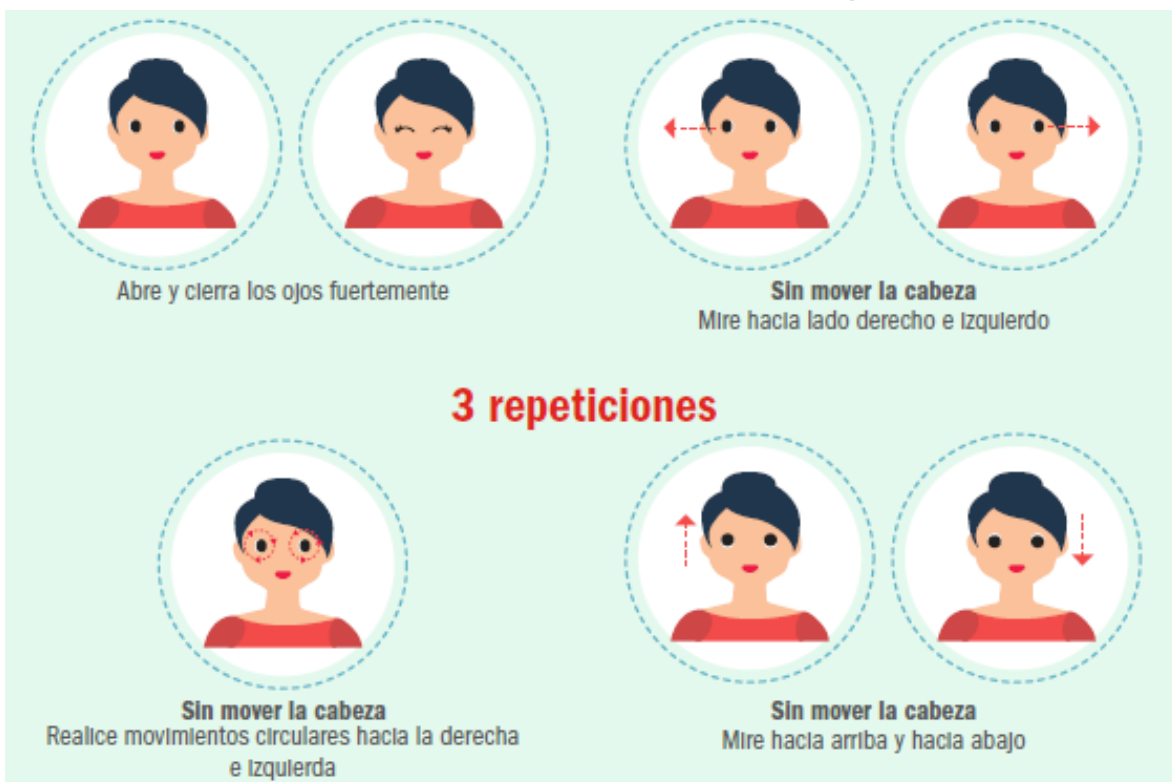 Abre y cierra los ojos fuertemente
Sin mover la cabeza
Mire hacia lado derecho e izquierdo
3 repeticiones
Sin mover la cabeza
Realice movimientos circulares hacia la derecha
e izquierda
Sin mover la cabeza
Mire hacia arriba y hacia abajo